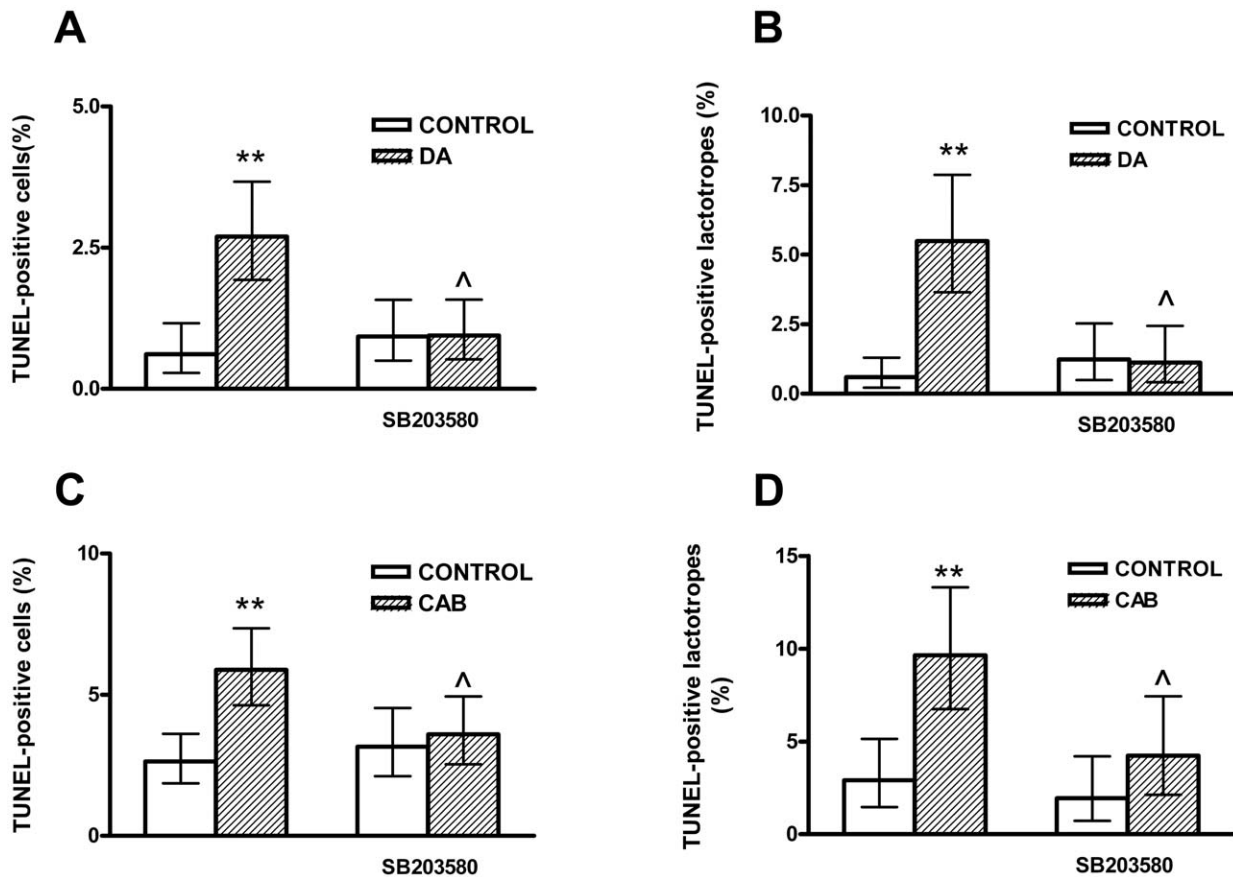 A
TUNEL-positive cells(%)
5.0
2.5
0.0
CONTROL
DA
**
^
SB203580
B
TUNEL-positive lactotropes (%)
10.0
7.5
5.0
2.5
0.0
CONTROL
DA
**
^
SB203580
C
TUNEL-positive cells (%)
10
5
0
CONTROL
CAB
**
^
SB203580
D
TUNEL-positive lactotropes
(%)
15
10
5
0
CONTROL
CAB
**
^
SB203580